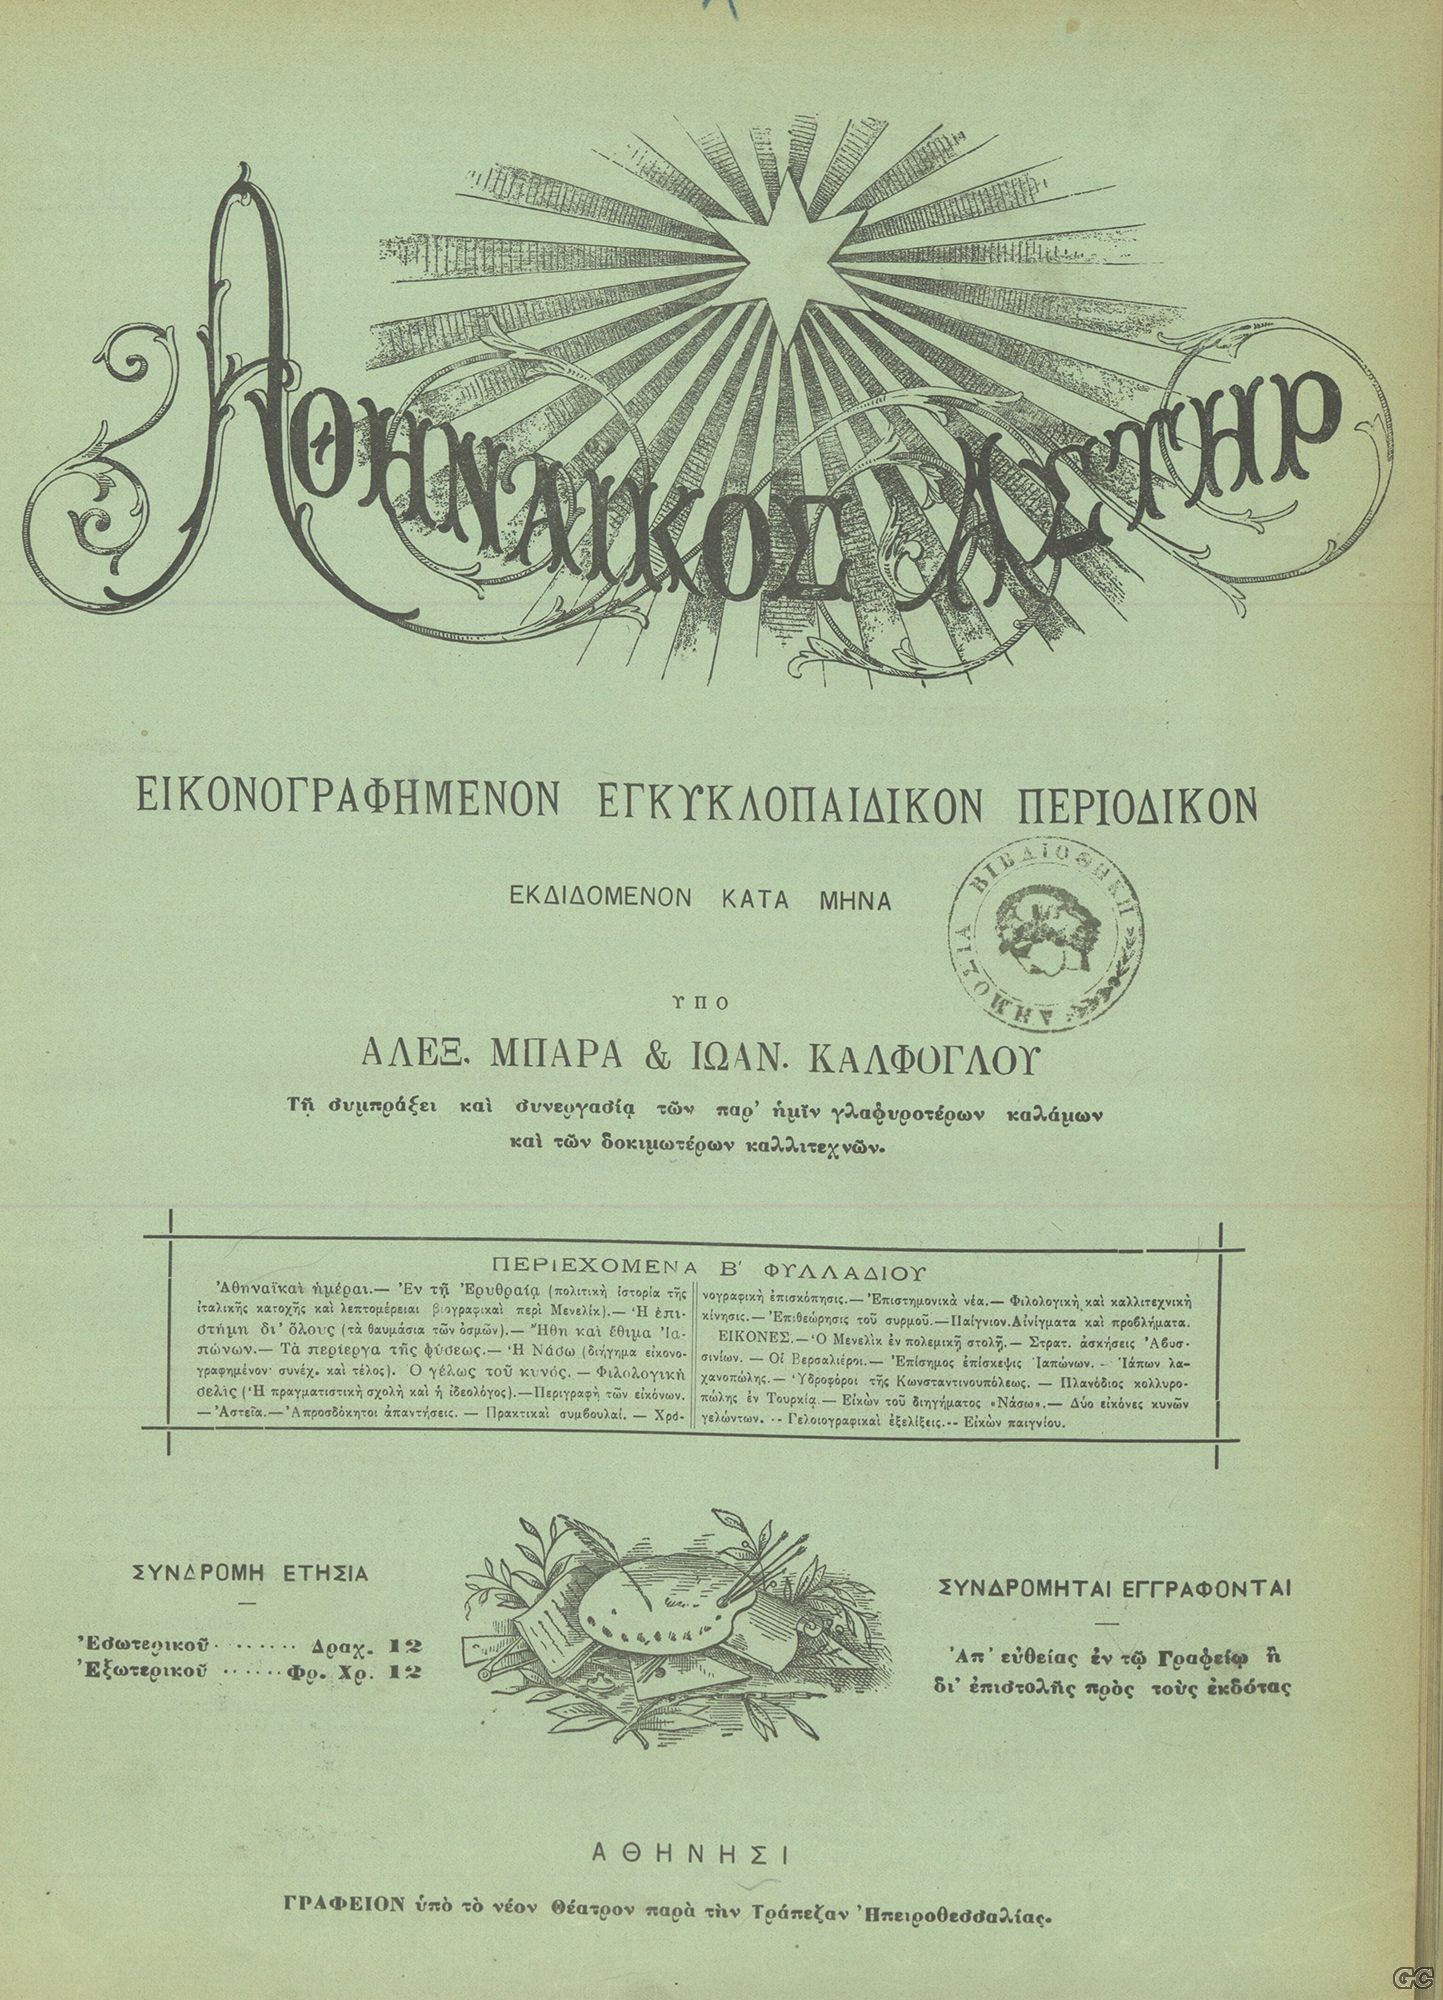 ΑΘΗΝΑΪΚΟΣ ΑΣΤΗΡ
ΕΙΚΟΝΟΓΡΑΦΗΜΕΝΟΝ ΕΓΚΥΚΛΟΠΑΙΔΙΚΟΝ ΠΕΡΙΟΔΙΚΟΝ
ΕΚΔΙΔΟΜΕΝΟΝ ΚΑΤΑ ΜΗΝΑ
ΔΗΜΟΣΙΑ ΒΙΒΛΙΟΘΗΚΗ
ΥΠΟ
ΑΛΕΞ. ΜΠΑΡΑ & ΙΩΑΝ. ΚΑΛΦΟΓΛΟΥ
Τῇ συμπράξει καὶ συνεργασίᾳ τῶν παρ' ἡμῖν γλαφυροτέρων καλάμων
καὶ τῶν δοκιμωτέρων καλλιτεχνῶν.
ΠΕΡΙΕΧΟΜΕΝΑ Β' ΦΥΛΛΑΔΙΟΥ
Ἀθηναϊκαὶ ἡμέραι.— Ἐν τῇ Ἐρυθραίᾳ (πολιτικὴ ἱστορία τῆς
ἰταλικῆς κατοχῆς καὶ λεπτομέρειαι βιογραφικαὶ περὶ Μενελίκ).— Ἡ ἐπι-
στήμη δι' ὅλους (τὰ θαυμάσια τῶν ὀσμῶν).— Ἤθη καὶ ἔθιμα Ἰα-
πώνων.— Τὰ περίεργα τῆς φύσεως.— Ἡ Νάσω (διήγημα εἰκονο-
γραφημένον· συνέχ. καὶ τέλος). Ὁ γέλως τοῦ κυνός. — Φιλολογικὴ
σελὶς (Ἡ πραγματιστικὴ σχολὴ καὶ ἡ ἰδεολόγος).—Περιγραφὴ τῶν εἰκόνων.
— Ἀστεῖα.— Ἀπροσδόκητοι ἀπαντήσεις. — Πρακτικαὶ συμβουλαί. — Χρο-
νογραφικὴ ἐπισκόπησις.— Ἐπιστημονικὰ νέα.— Φιλολογικὴ καὶ καλλιτεχνικὴ
κίνησις.— Ἐπιθεώρησις τοῦ συρμοῦ.—Παίγνιον.Αἰνίγματα καὶ προβλήματα.
ΕΙΚΟΝΕΣ.— Ὁ Μενελὶκ ἐν πολεμικῇ στολῇ.— Στρατ. ἀσκήσεις Ἀβυσ-
σινίων. — Οἱ Βερσαλιέροι.— Ἐπίσημος ἐπίσκεψις Ἰαπώνων. – Ἰάπων λα-
χανοπώλης.— Ὑδροφόροι τῆς Κωνσταντινουπόλεως. — Πλανόδιος κολλυρο-
πώλης ἐν Τουρκίᾳ.— Εἰκὼν τοῦ διηγήματος «Νάσω».— Δύο εἰκόνες κυνῶν
γελώντων. -- Γελοιογραφικαὶ ἐξελίξεις.-- Εἰκὼν παιγνίου.
ΣΥΝΔΡΟΜΗ ΕΤΗΣΙΑ
Ἐσωτερικοῦ ........ Δραχ. 12
Ἐξωτερικοῦ ...... Φρ. Χρ. 12
ΣΥΝΔΡΟΜΗΤΑΙ ΕΓΓΡΑΦΟΝΤΑΙ
Ἀπ' εὐθείας ἐν τῷ Γραφείῳ ἢ
δι' ἐπιστολῆς πρὸς τοὺς ἐκδότας
ΑΘΗΝΗΣΙ
ΓΡΑΦΕΙΟΝ ὑπὸ τὸ νέον Θέατρον παρὰ τὴν Τράπεζαν Ἠπειροθεσσαλίας.
GC